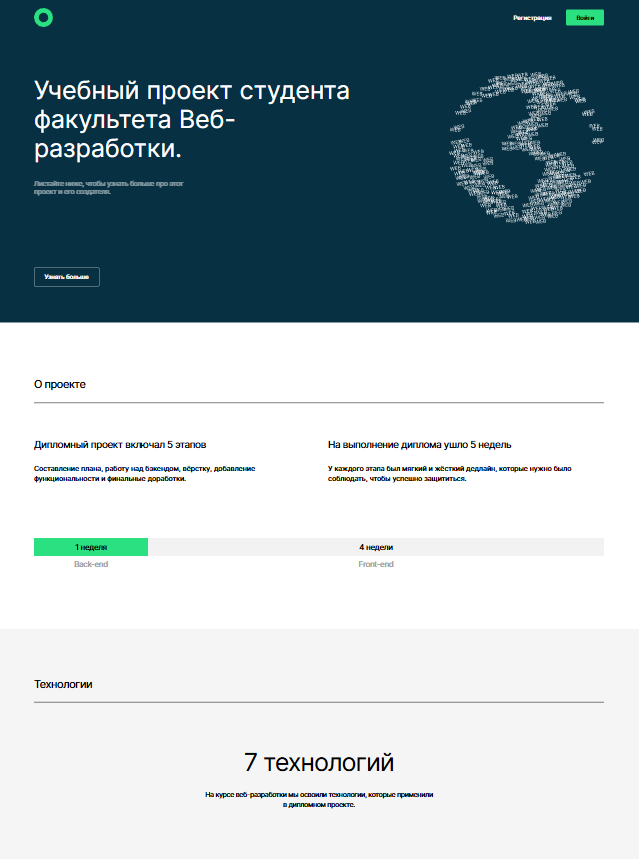 Регистрация
Войти
Учебный проект студента
факультета Веб-
разработки.
Листайте ниже, чтобы узнать больше про этот
проект и его создателя.
Узнать больше
О проекте
Дипломный проект включал 5 этапов
Составление плана, работу над бэкендом, вёрстку, добавление
функциональности и финальные доработки.
На выполнение диплома ушло 5 недель
У каждого этапа был мягкий и жёсткий дедлайн, которые нужно было
соблюдать, чтобы успешно защититься.
1 неделя
4 недели
Back-end
Front-end
Технологии
7 технологий
На курсе веб-разработки мы освоили технологии, которые применили
в дипломном проекте.